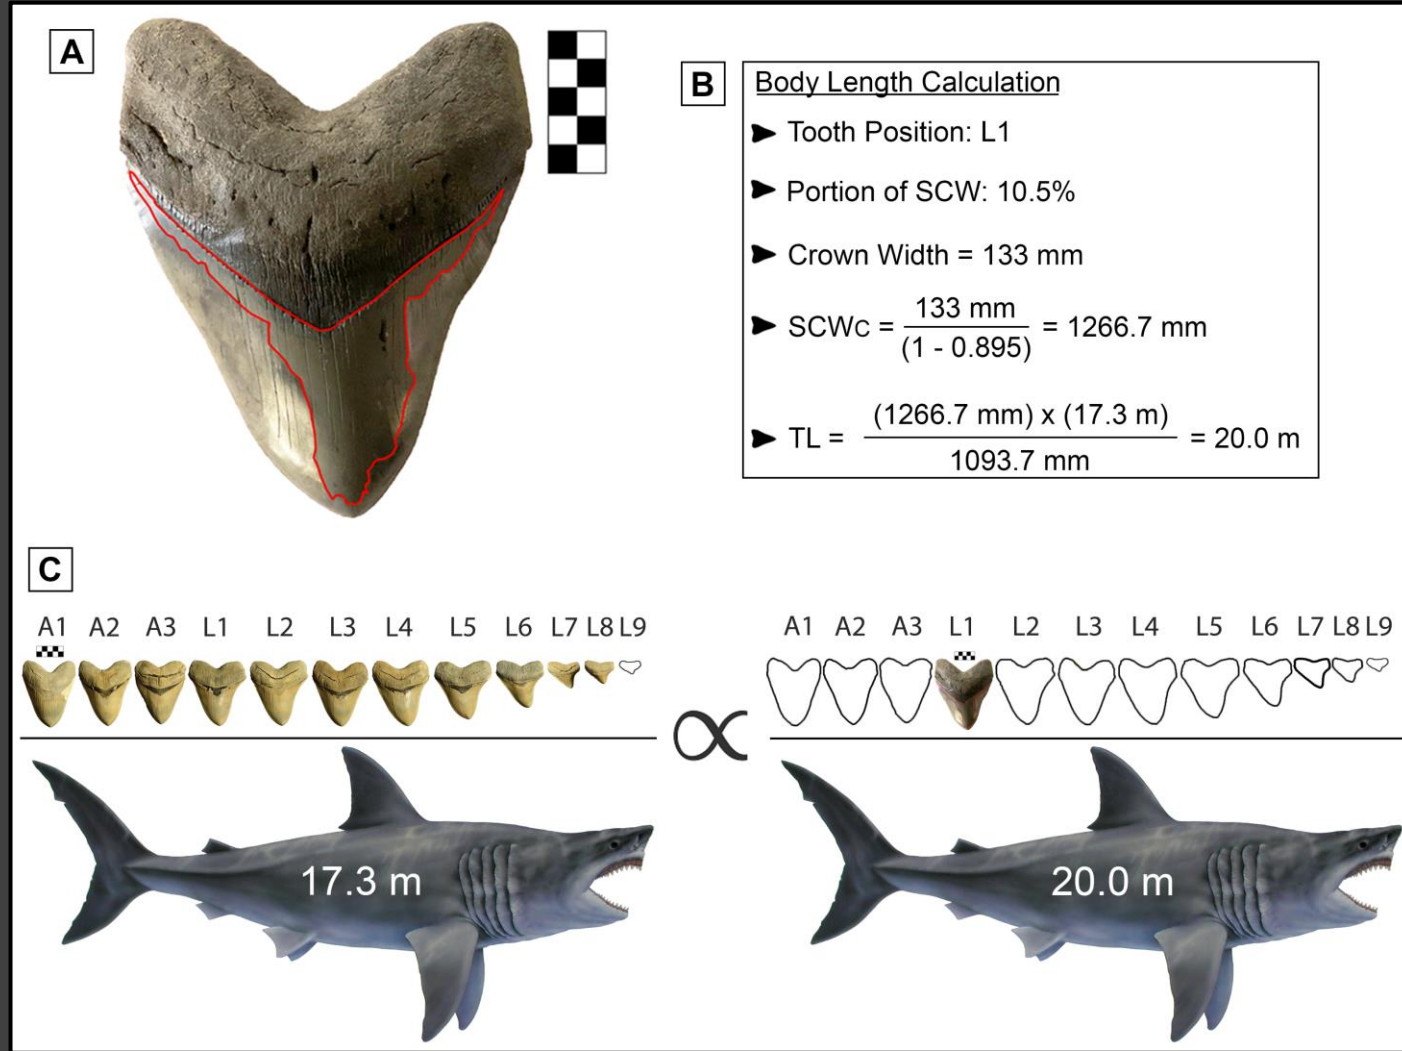 A
B
Body Length Calculation
Tooth Position: L1
Portion of SCW: 10.5%
Crown Width = 133 mm
SCWC = 133 mm / (1 - 0.895) = 1266.7 mm
TL = (1266.7 mm) x (17.3 m) / 1093.7 mm = 20.0 m
C
A1 A2 A3 L1 L2 L3 L4 L5 L6 L7 L8 L9
A1 A2 A3 L1 L2 L3 L4 L5 L6 L7 L8 L9
∝
17.3 m
20.0 m